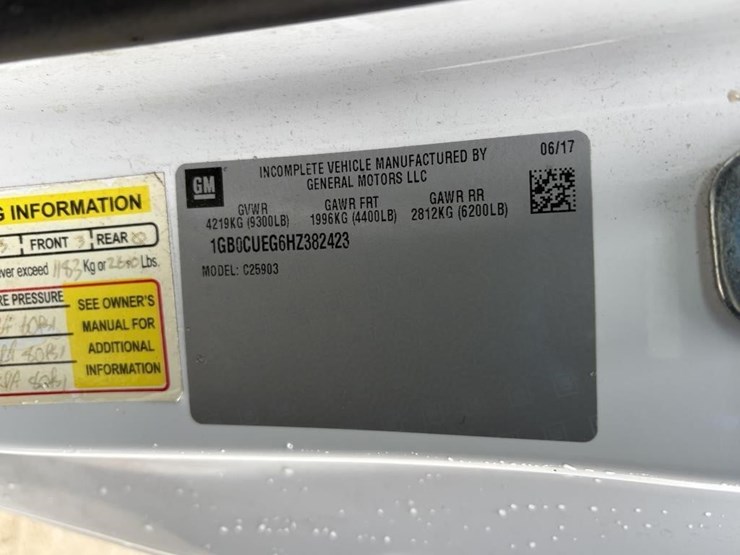 G INFORMATION
FRONT 3 REAR
ver exceed 1183 Kg or Lbs.
RE PRESSURE
SEE OWNER'S
MANUAL FOR
ADDITIONAL
INFORMATION
GM
INCOMPLETE VEHICLE MANUFACTURED BY
GENERAL MOTORS LLC
06/17
GVWR GAWR FRT GAWR RR
4219KG (9300LB) 1996KG (4400LB) 2812KG (6200LB)
1GB0CUEG6HZ382423
MODEL: C25903